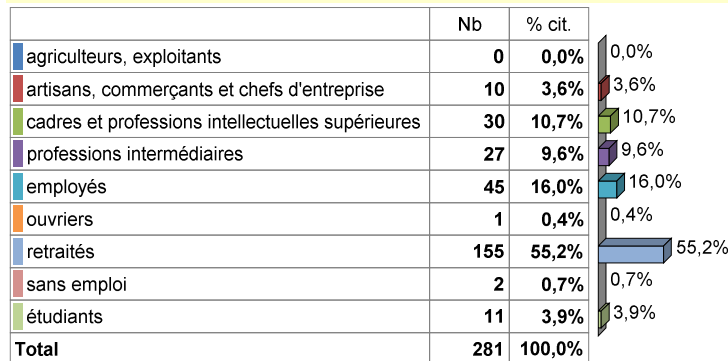 Nb % cit.
agriculteurs, exploitants 0 0,0% 0,0%
artisans, commerçants et chefs d'entreprise 10 3,6% 3,6%
cadres et professions intellectuelles supérieures 30 10,7% 10,7%
professions intermédiaires 27 9,6% 9,6%
employés 45 16,0% 16,0%
ouvriers 1 0,4% 0,4%
retraités 155 55,2% 55,2%
sans emploi 2 0,7% 0,7%
étudiants 11 3,9% 3,9%
Total 281 100,0%